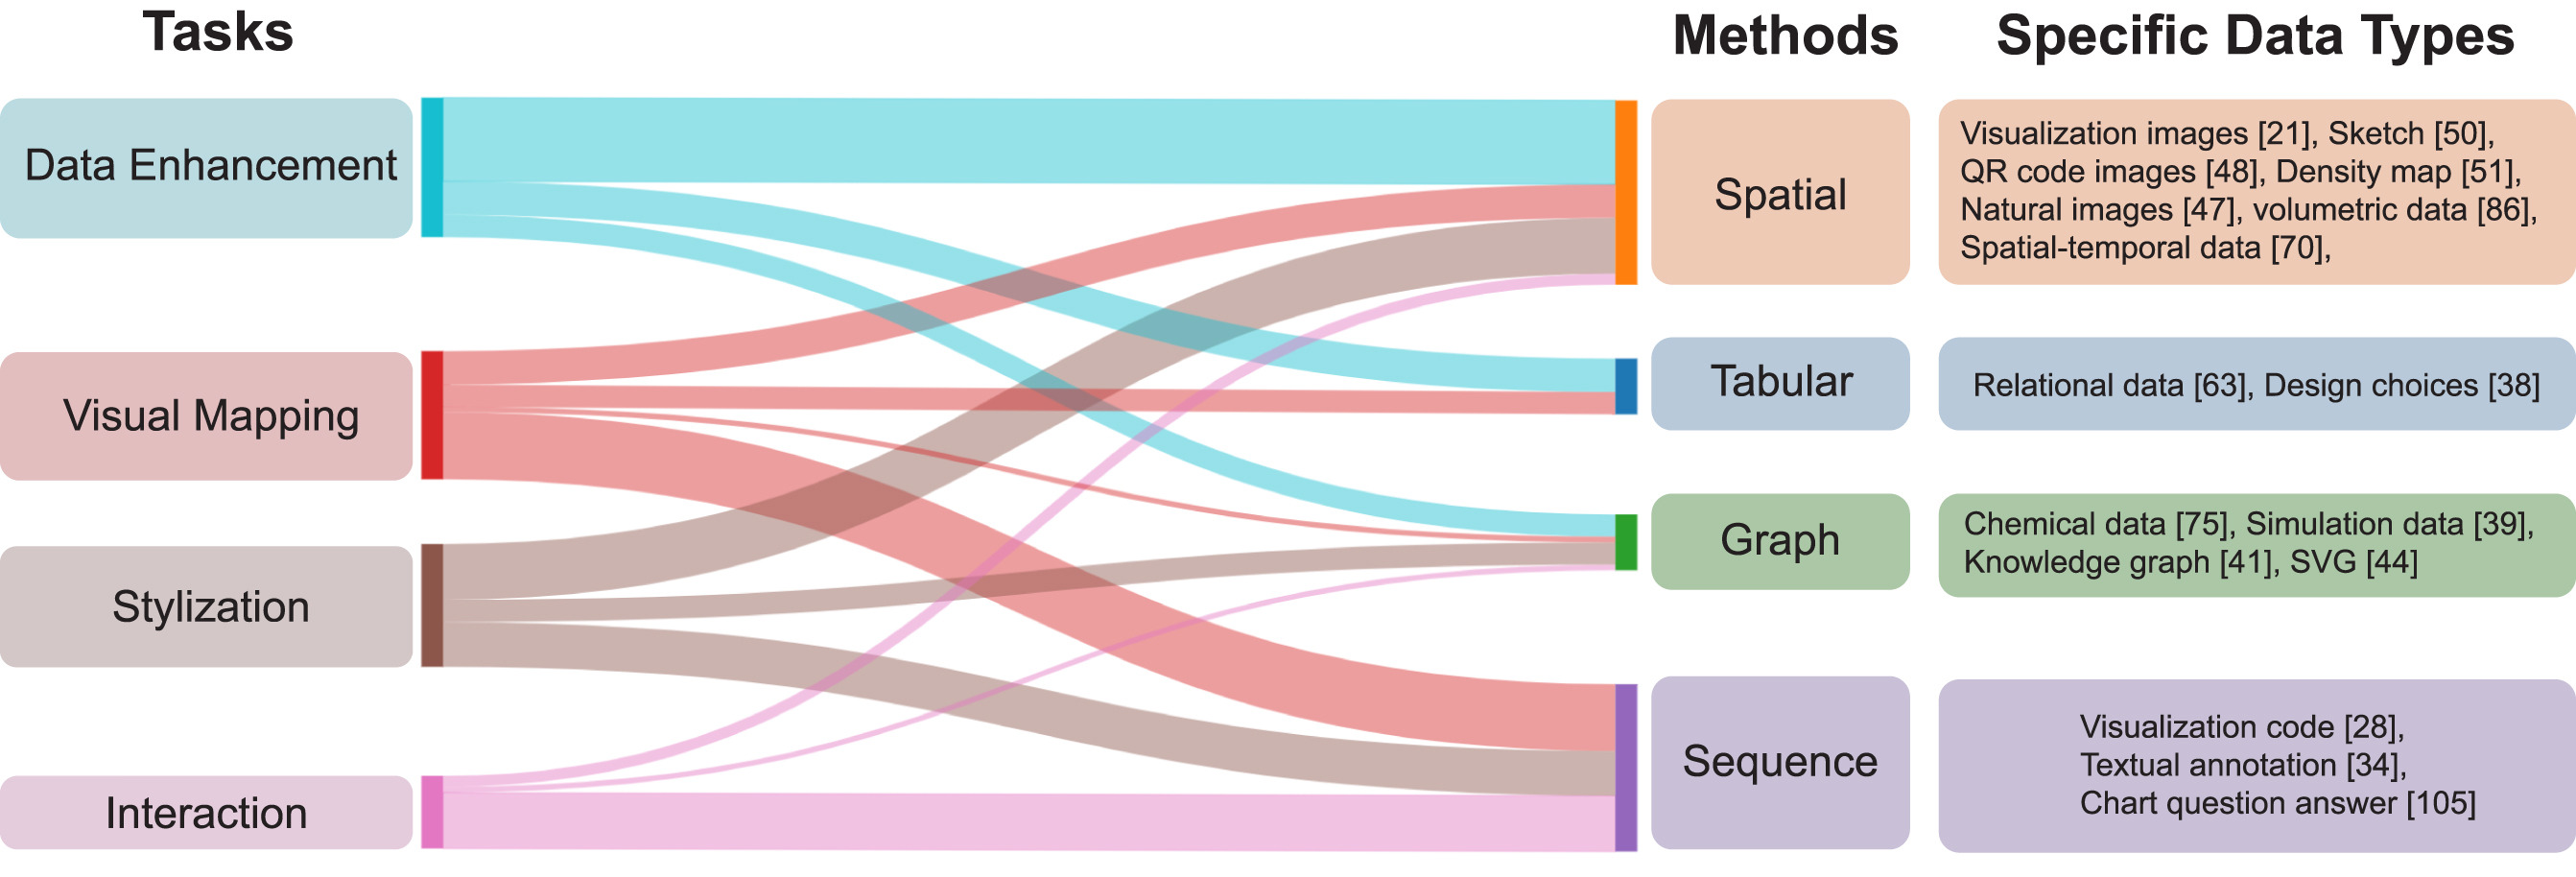 Tasks
Methods
Specific Data Types
Data Enhancement
Visual Mapping
Stylization
Interaction
Spatial
Tabular
Graph
Sequence
Visualization images [21], Sketch [50],
QR code images [48], Density map [51],
Natural images [47], volumetric data [86],
Spatial-temporal data [70],
Relational data [63], Design choices [38]
Chemical data [75], Simulation data [39],
Knowledge graph [41], SVG [44]
Visualization code [28],
Textual annotation [34],
Chart question answer [105]